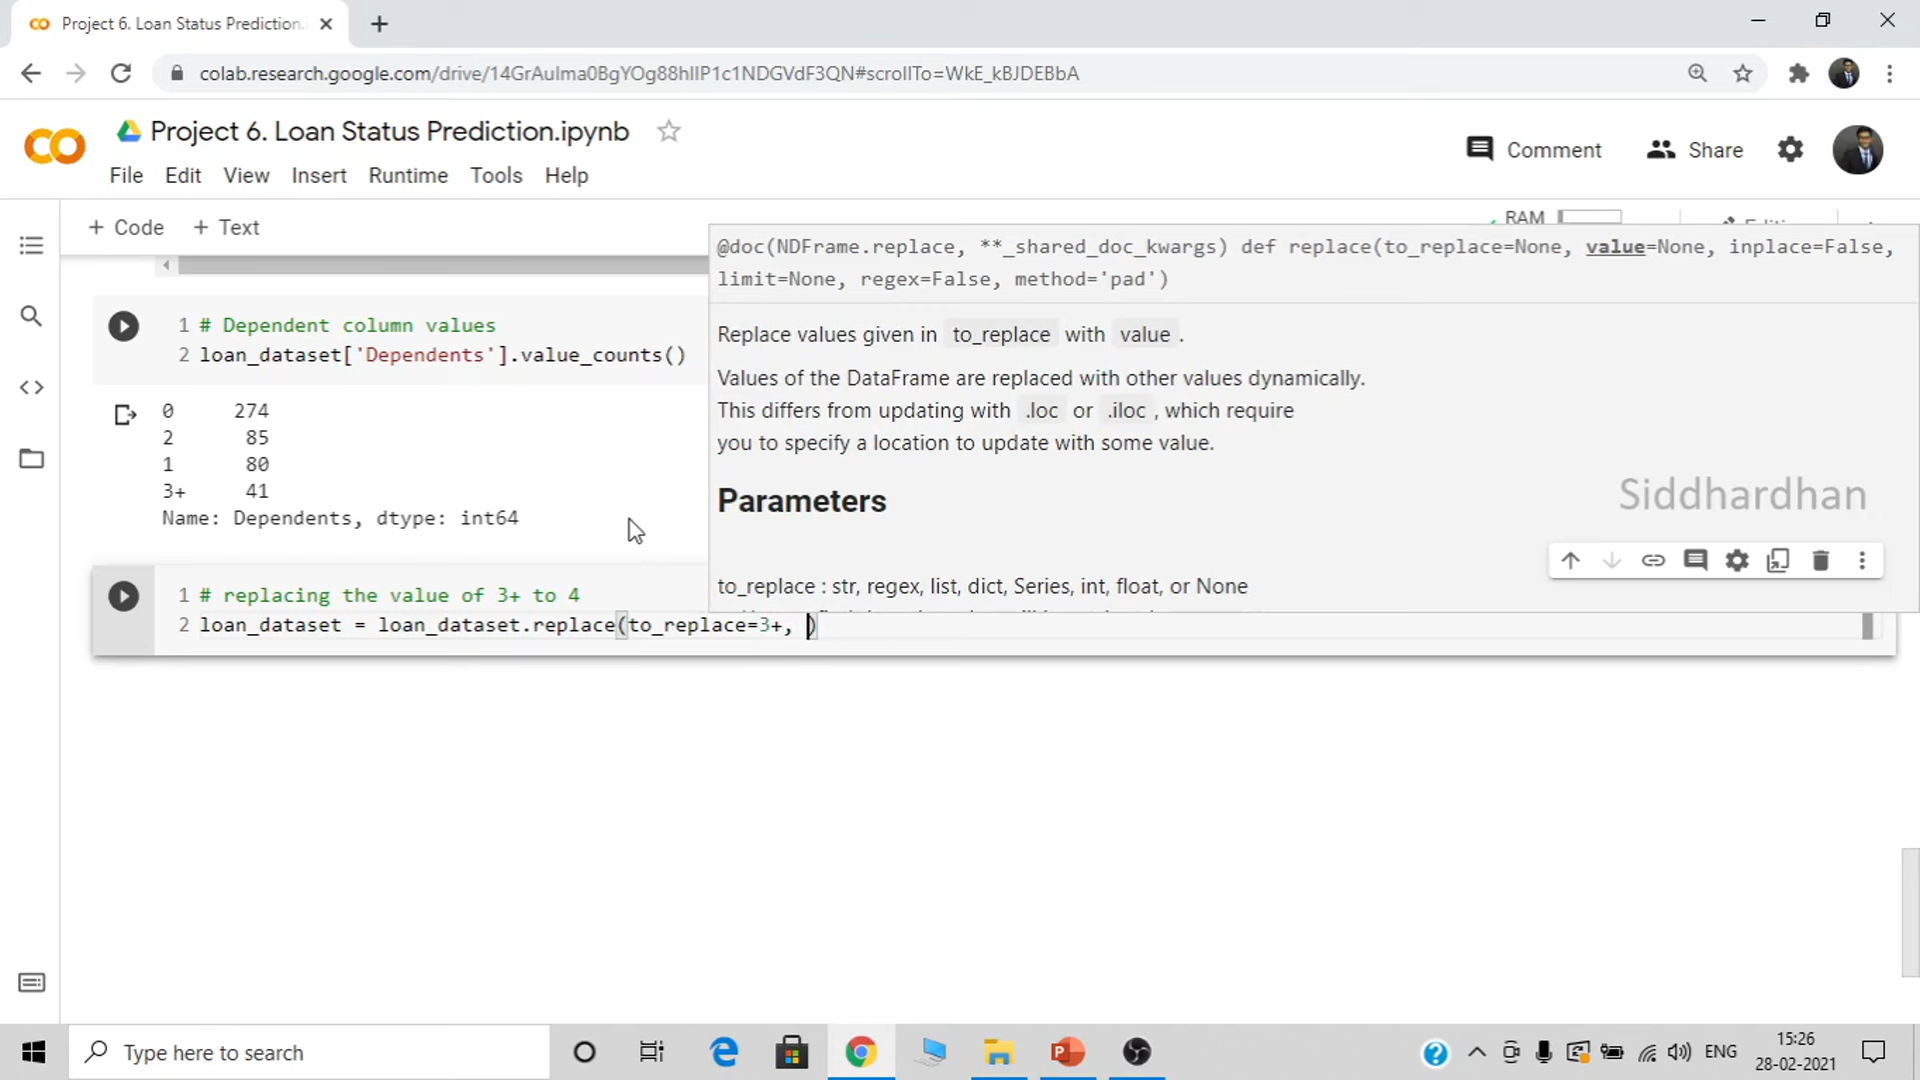 Project 6. Loan Status Prediction.
colab.research.google.com/drive/14GrAulma0BgYOg88hIlP1c1NDGVdF3QN#scrollTo=WkE_kBJDEBbA
Project 6. Loan Status Prediction.ipynb
Comment
Share
File Edit View Insert Runtime Tools Help
+ Code + Text
RAM
@doc(NDFrame.replace, **_shared_doc_kwargs) def replace(to_replace=None, value=None, inplace=False,
limit=None, regex=False, method='pad')
Replace values given in to_replace with value .
Values of the DataFrame are replaced with other values dynamically.
This differs from updating with .loc or .iloc , which require
you to specify a location to update with some value.
Parameters
to_replace : str, regex, list, dict, Series, int, float, or None
1 # Dependent column values
2 loan_dataset['Dependents'].value_counts()
0 274
2 85
1 80
3+ 41
Name: Dependents, dtype: int64
Siddhardhan
1 # replacing the value of 3+ to 4
2 loan_dataset = loan_dataset.replace(to_replace=3+, )
Type here to search
ENG
15:26
28-02-2021